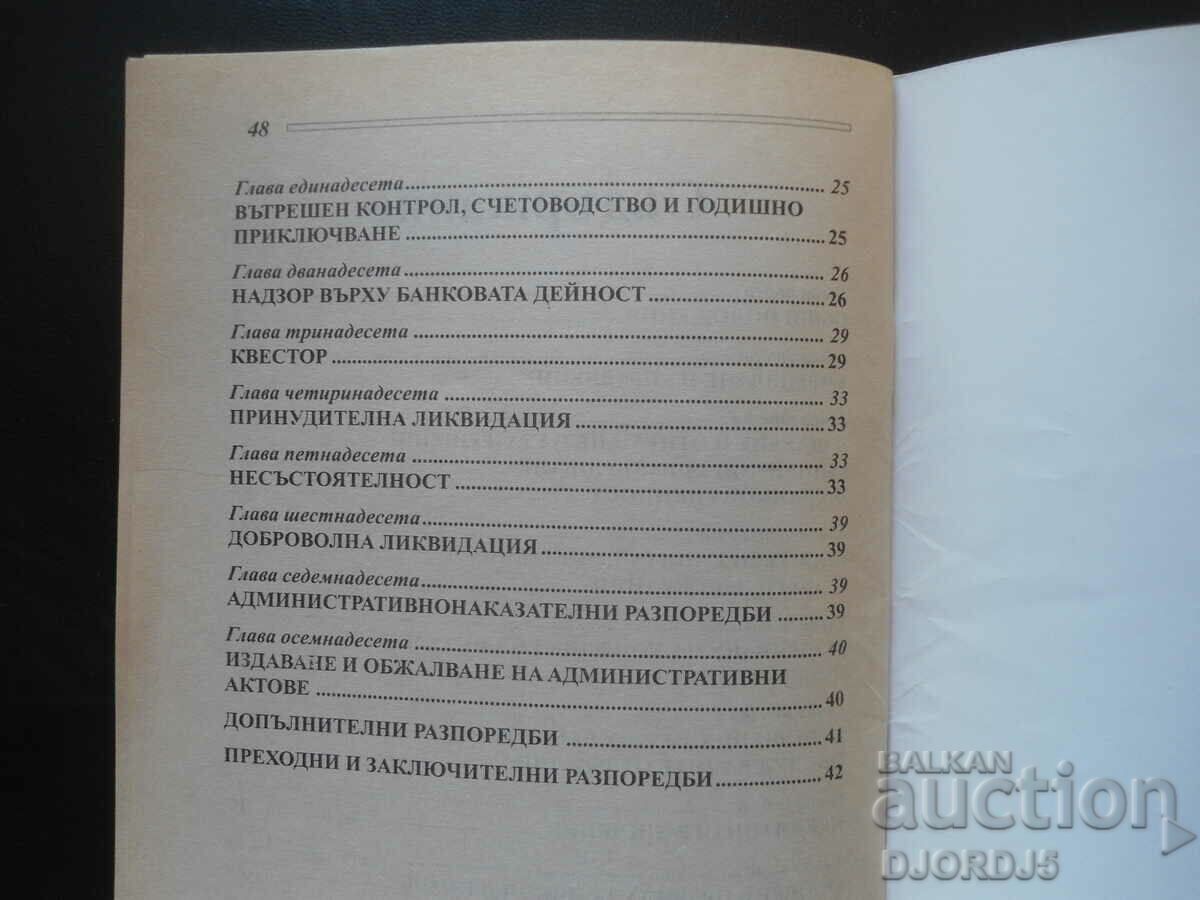 48
Глава единадесета..................................................................... 25
ВЪТРЕШЕН КОНТРОЛ, СЧЕТОВОДСТВО И ГОДИШНО
ПРИКЛЮЧВАНЕ ..................................................................... 25
Глава дванадесета..................................................................... 26
НАДЗОР ВЪРХУ БАНКОВАТА ДЕЙНОСТ............................ 26
Глава тринадесета ..................................................................... 29
КВЕСТОР ..................................................................... 29
Глава четиринадесета ............................................................... 33
ПРИНУДИТЕЛНА ЛИКВИДАЦИЯ.......................................... 33
Глава петнадесета ..................................................................... 33
НЕСЪСТОЯТЕЛНОСТ .............................................................. 33
Глава шестнадесета................................................................... 39
ДОБРОВОЛНА ЛИКВИДАЦИЯ................................................ 39
Глава седемнадесета.................................................................. 39
АДМИНИСТРАТИВНОНАКАЗАТЕЛНИ РАЗПОРЕДБИ ........ 39
Глава осемнадесета ................................................................... 40
ИЗДАВАНЕ И ОБЖАЛВАНЕ НА АДМИНИСТРАТИВНИ
АКТОВЕ ..................................................................... 40
ДОПЪЛНИТЕЛНИ РАЗПОРЕДБИ ............................................ 41
ПРЕХОДНИ И ЗАКЛЮЧИТЕЛНИ РАЗПОРЕДБИ.................. 42
BALKAN
auction
DJORDJ5